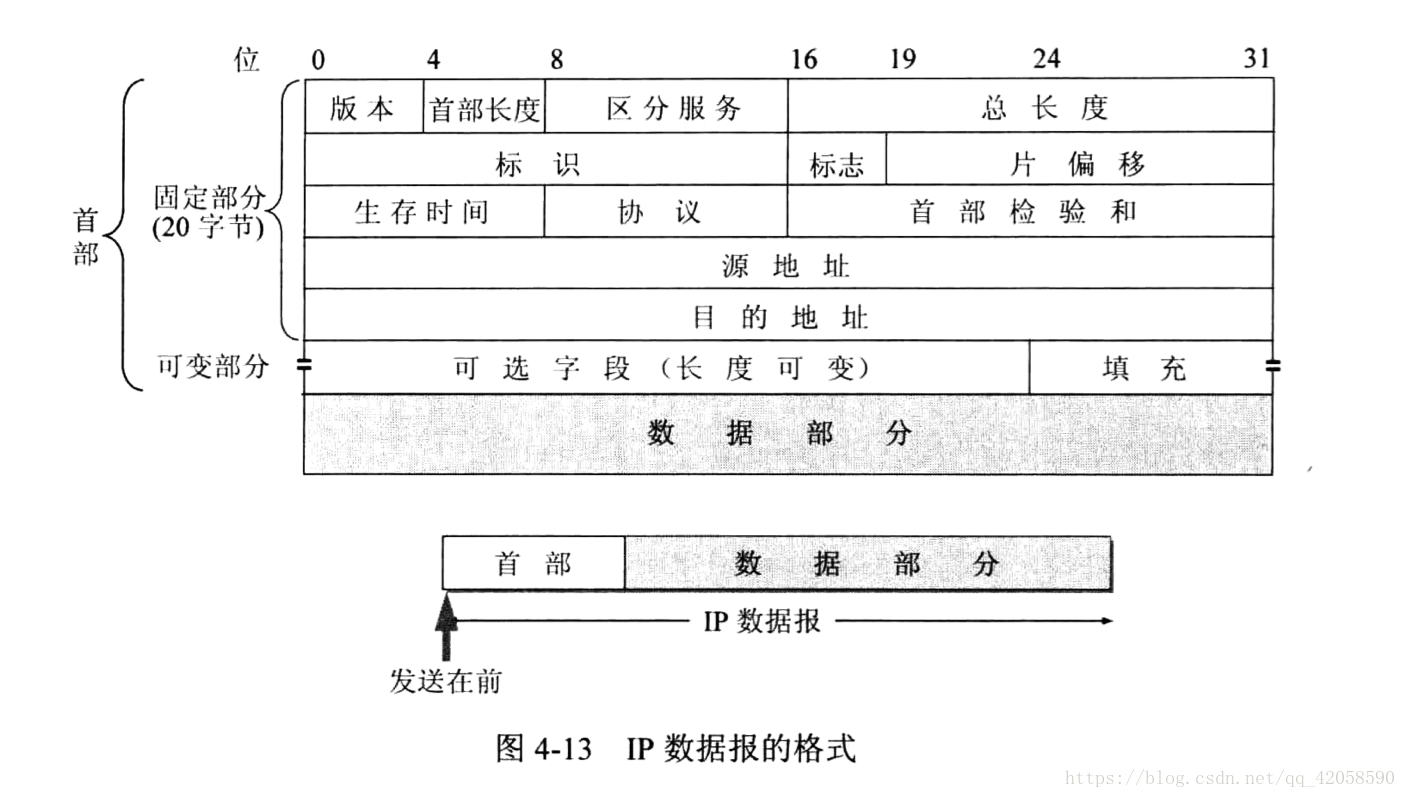 位 0 4 8 16 19 24 31
版本 首部长度 区分服务 总长度
标识 标志 片偏移
固定部分
(20 字节)
首部
生存时间 协议 首部检验和
源地址
目的地址
可变部分 可选字段（长度可变） 填充
数据部分
首部 数据部分
IP 数据报
发送在前
图 4-13 IP 数据报的格式
https://blog.csdn.net/qq_42058590